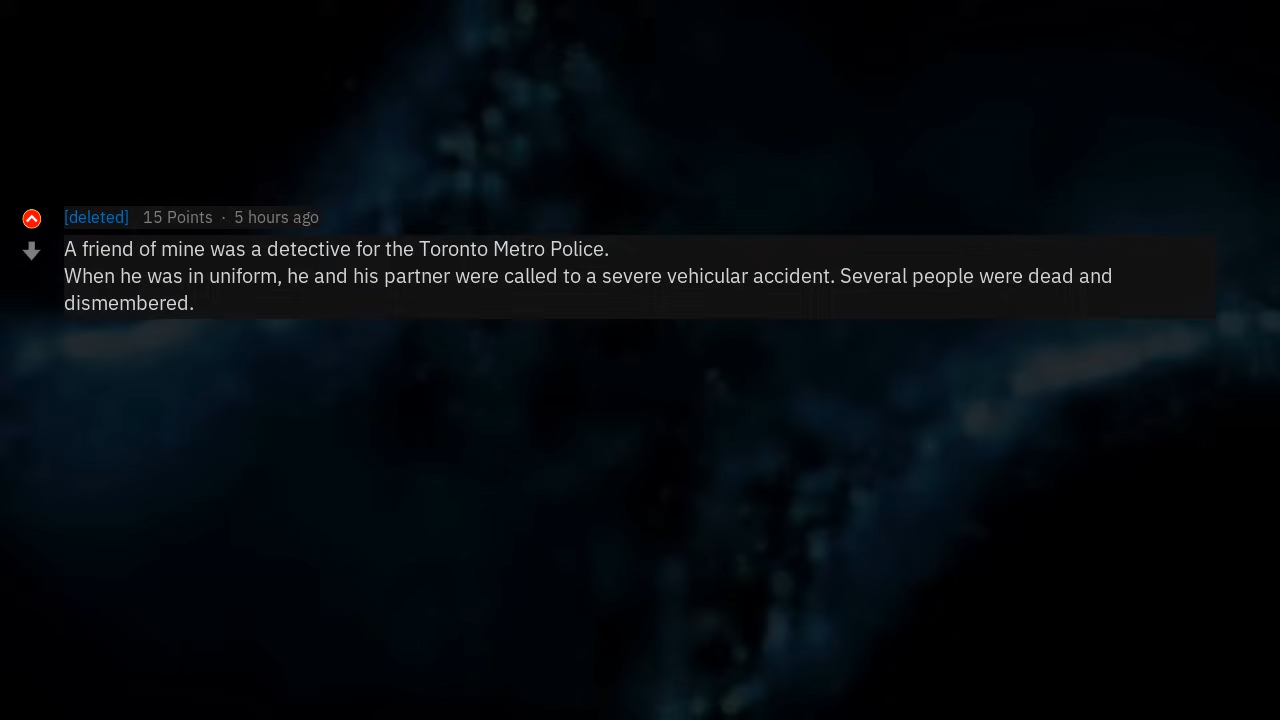 [deleted] 15 Points · 5 hours ago
A friend of mine was a detective for the Toronto Metro Police.
When he was in uniform, he and his partner were called to a severe vehicular accident. Several people were dead and
dismembered.